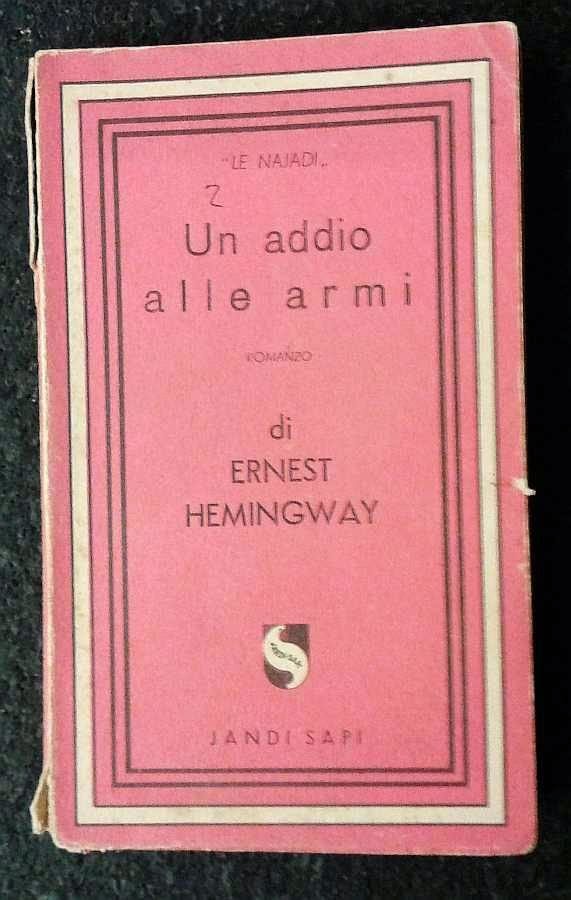 "LE NAJADI„
2
Un addio
alle armi
ROMANZO
di
ERNEST
HEMINGWAY
JANDI SAPI